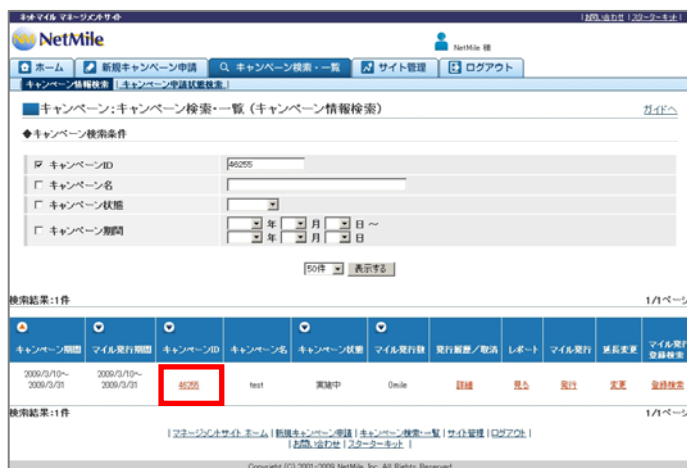 ネットマイル マネージメントサイト
|お問い合わせ|スターターキット|
NetMile
NetMile 様
ホーム 新規キャンペーン申請 キャンペーン検索・一覧 サイト管理 ログアウト
|キャンペーン情報検索|キャンペーン申請状態検索|
キャンペーン:キャンペーン検索・一覧（キャンペーン情報検索）
ガイドへ
◆キャンペーン検索条件
キャンペーンID 46255
キャンペーン名
キャンペーン状態
キャンペーン期間 年 月 日 ～
年 月 日
50件 表示する
検索結果:1件 1/1ページ
キャンペーン期間 マイル発行期間 キャンペーンID キャンペーン名 キャンペーン状態 マイル発行数 発行履歴／取消 レポート マイル発行 延長変更 マイル発行
登録検索
2009/3/10～
2009/3/31 2009/3/10～
2009/3/31 46255 test 実施中 0mile 詳細 見る 発行 変更 登録検索
検索結果:1件 1/1ページ
|マネージメントサイト ホーム|新規キャンペーン申請|キャンペーン検索・一覧|サイト管理|ログアウト|
|お問い合わせ|スターターキット|
Copyright (C) 2001-2009 NetMile, Inc. All Rights Reserved.